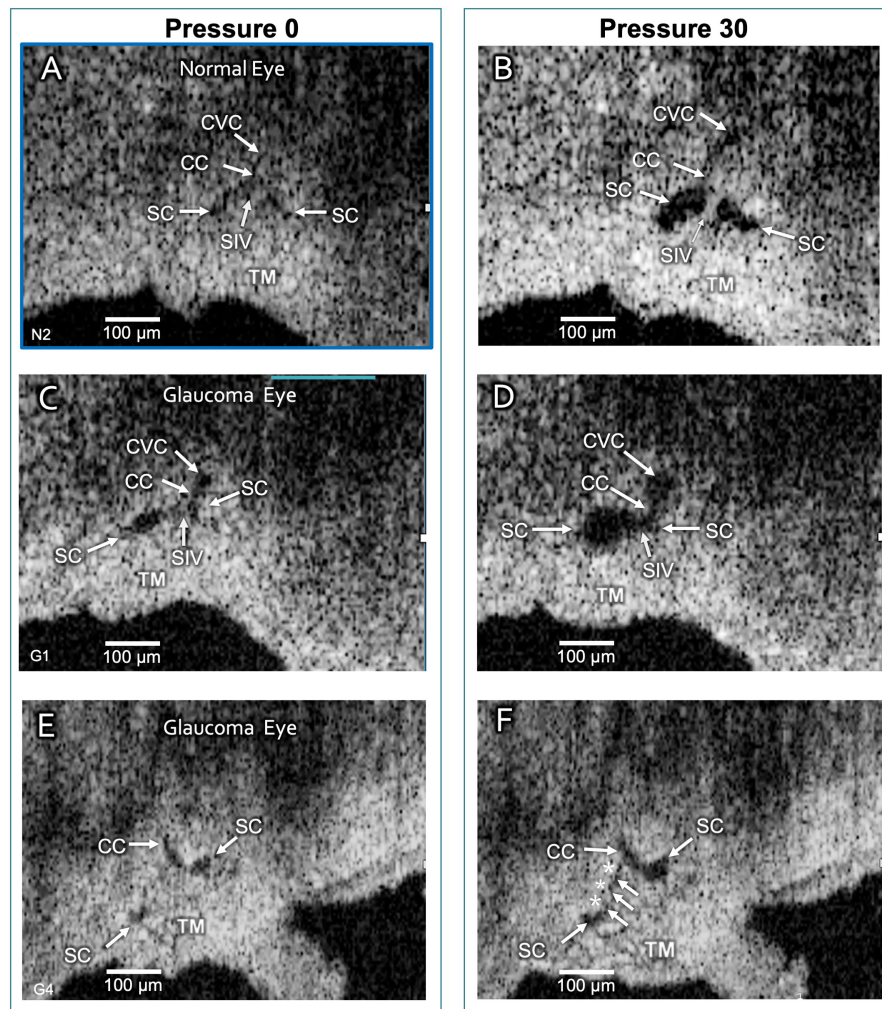 Pressure 0
Pressure 30
A
Normal Eye
CVC
CC
SC
SC
SIV
TM
100 µm
N2
B
CVC
CC
SC
SIV
SC
TM
100 µm
C
Glaucoma Eye
CVC
CC
SC
SC
SIV
TM
100 µm
G1
D
CVC
CC
SC
SC
SIV
TM
100 µm
E
Glaucoma Eye
CC
SC
TM
SC
100 µm
G4
F
SC
CC
*
*
*
SC
TM
100 µm